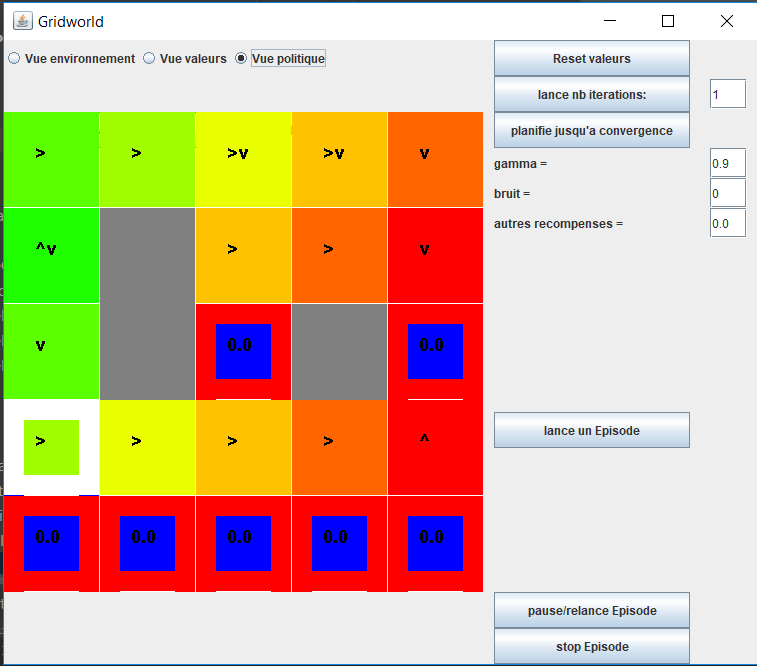 Gridworld
Vue environnement Vue valeurs Vue politique
Reset valeurs
lance nb iterations: 1
planifie jusqu'a convergence
gamma = 0.9
bruit = 0
autres recompenses = 0.0
> > >v >v v
^v > > v
v 0.0 0.0
> > > > ^
lance un Episode
0.0 0.0 0.0 0.0 0.0
pause/relance Episode
stop Episode